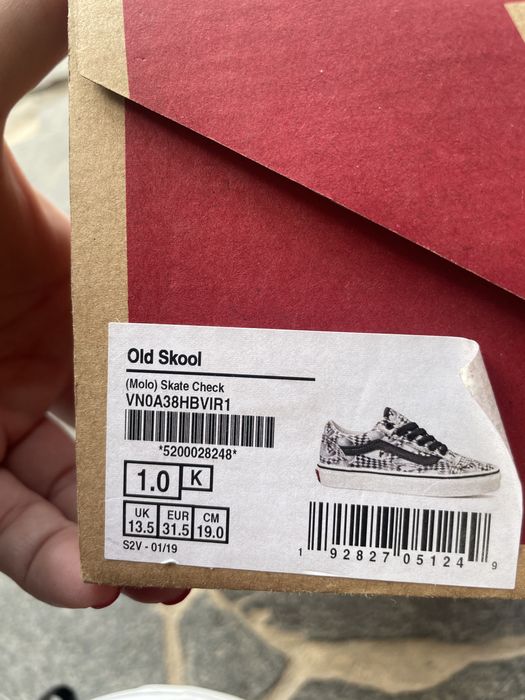 Old Skool
(Molo) Skate Check
VN0A38HBVIR1
*5200028248*
1.0 K
UK EUR CM
13.5 31.5 19.0
S2V - 01/19
1 92827 05124 9